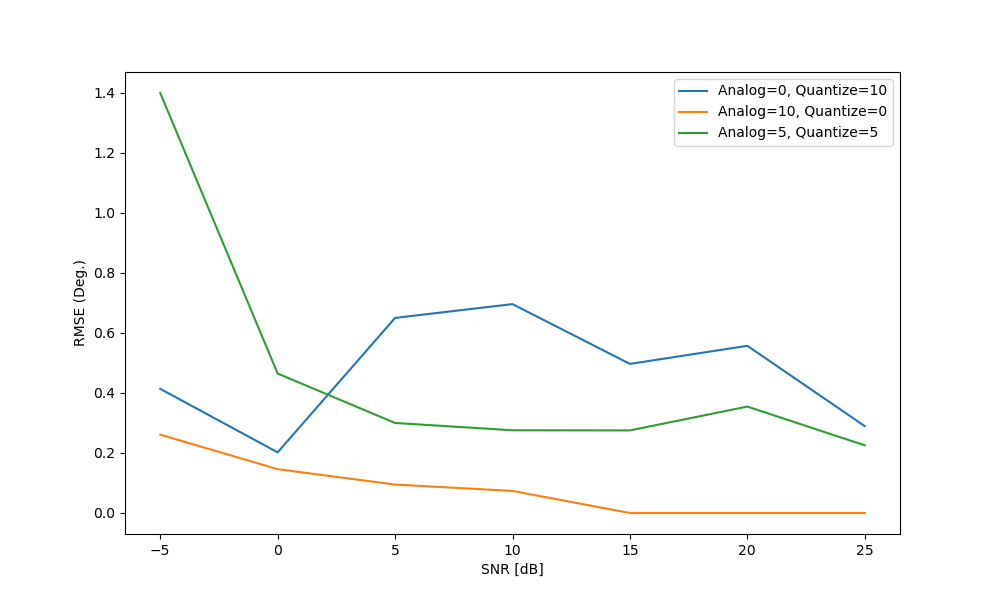 Analog=0, Quantize=10
Analog=10, Quantize=0
Analog=5, Quantize=5
RMSE (Deg.)
1.4
1.2
1.0
0.8
0.6
0.4
0.2
0.0
−5 0 5 10 15 20 25
SNR [dB]